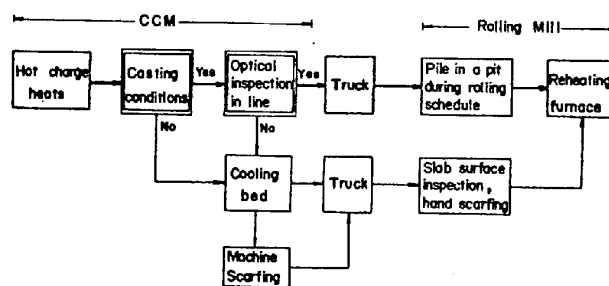 CCM
Rolling Mill
Hot charge
heats
Casting
conditions
Yes
Optical
inspection
in line
Yes
Truck
Pile in a pit
during rolling
schedule
Reheating
furnace
No
No
Cooling
bed
Truck
Slab surface
inspection,
hand scarfing
Machine
Scarfing